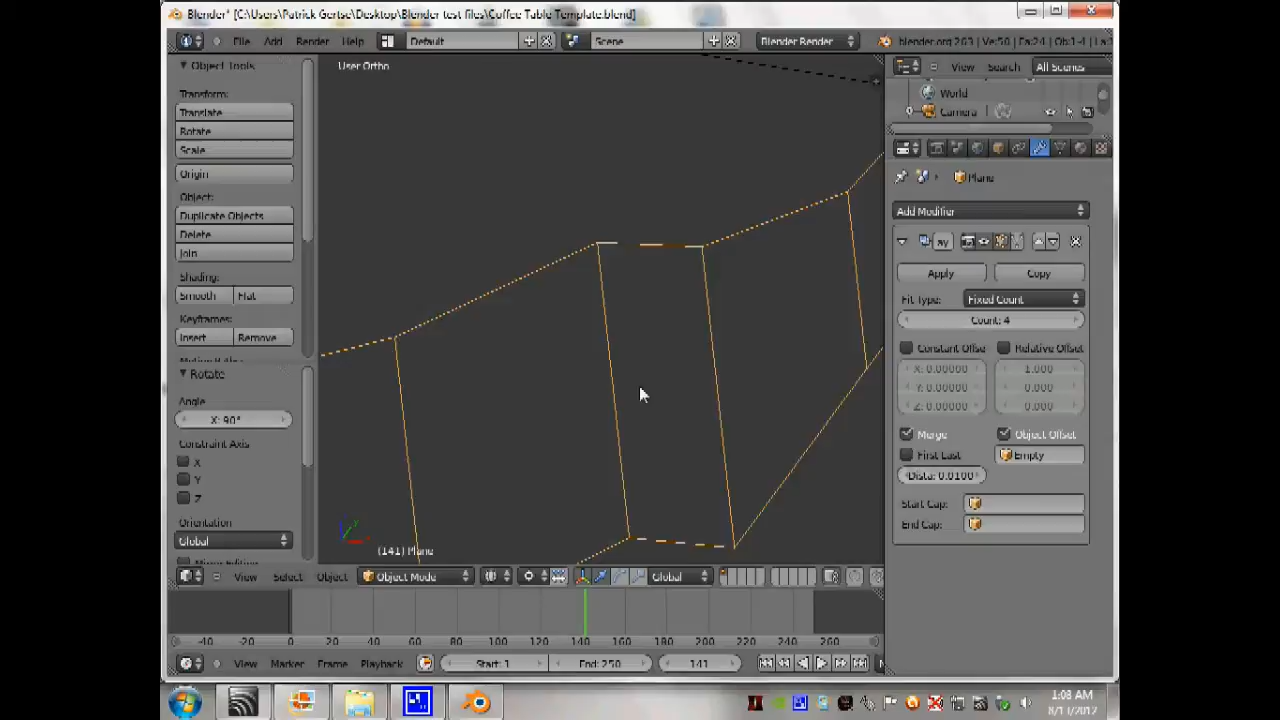 Blender* [C:\Users\Patrick Gertse\Desktop\Blender test files\Coffee Table Template.blend]
File Add Render Help Default Scene Blender Render blender.org 263 | Ve:50 | Fa:24 | Ob:1-4 | La:
Object Tools
User Ortho
View Search All Scenes
Transform:
World
Translate
Camera
Rotate
Scale
Origin
Plane
Object:
Duplicate Objects
Add Modifier
Delete
Join
ay
Shading:
Apply Copy
Smooth Flat
Fit Type: Fixed Count
Keyframes:
Count: 4
Insert Remove
Constant Offse Relative Offset
X: 0.00000 1.000
Y: 0.00000 0.000
Z: 0.00000 0.000
Rotate
Angle
X: 90°
Merge Object Offset
Constraint Axis
First Last Empty
X
Dista: 0.0100
Y
Z
Start Cap:
Orientation
End Cap:
Global
(141) Plane
View Select Object Object Mode Global
-40 -20 0 20 40 60 80 100 120 140 160 180 200 220 240 260
View Marker Frame Playback Start: 1 End: 250 141
1:08 AM
8/13/2012